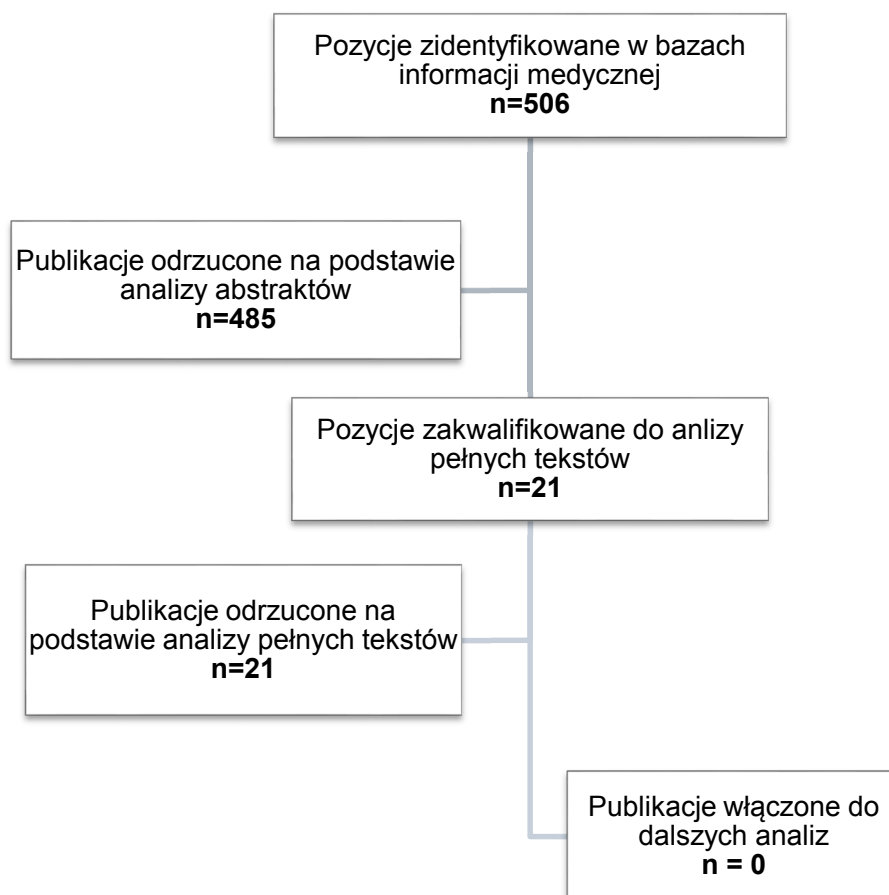 Pozycje zidentyfikowane w bazach
informacji medycznej
n=506
Publikacje odrzucone na podstawie
analizy abstraktów
n=485
Pozycje zakwalifikowane do anlizy
pełnych tekstów
n=21
Publikacje odrzucone na
podstawie analizy pełnych tekstów
n=21
Publikacje włączone do
dalszych analiz
n = 0